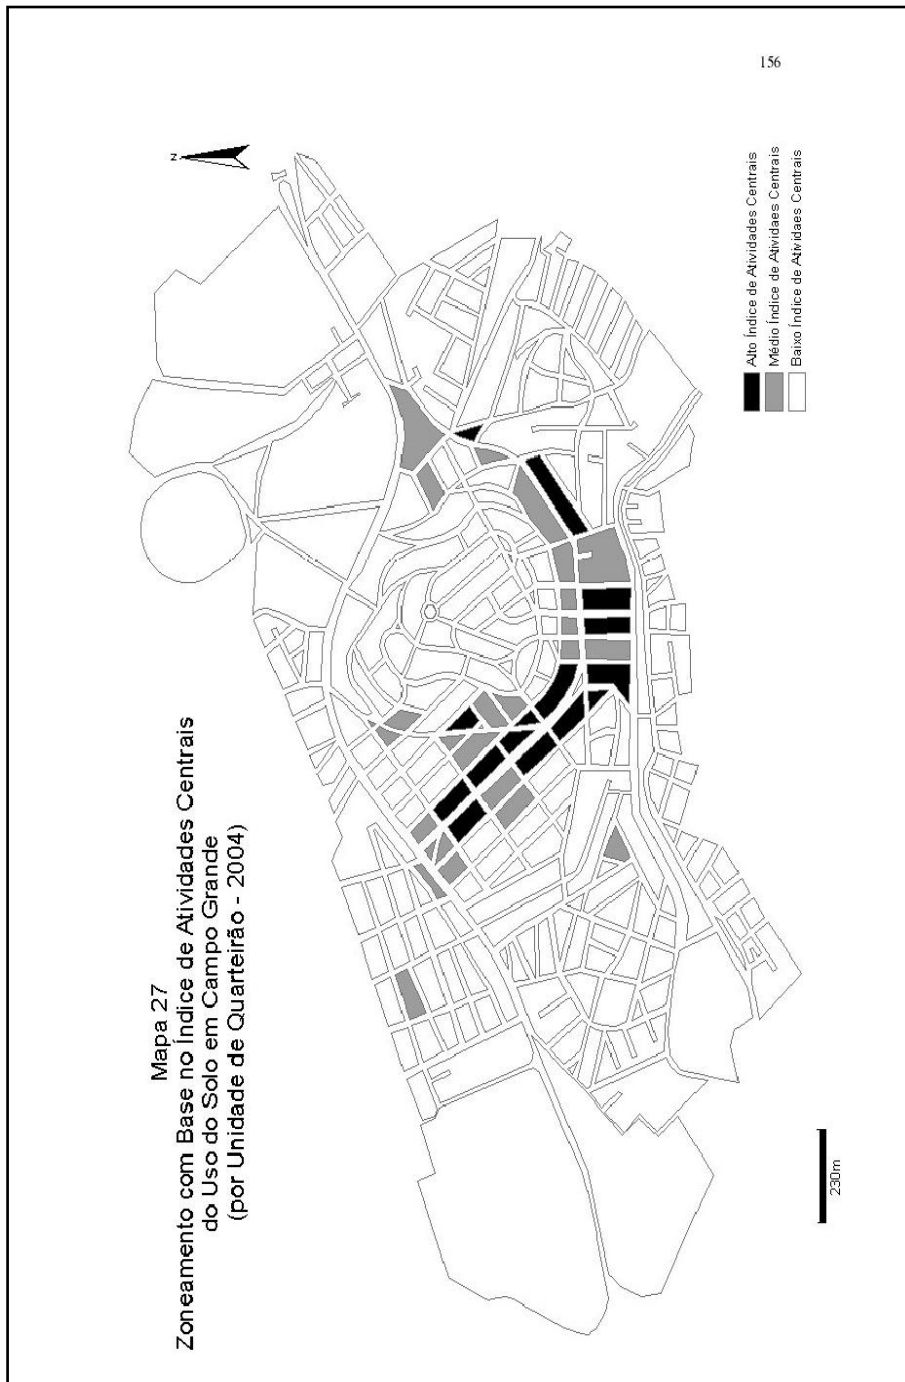 156
Mapa 27
Zoneamento com Base no Índice de Atividades Centrais
do Uso do Solo em Campo Grande
(por Unidade de Quarteirão - 2004)
N
Alto Índice de Atividades Centrais
Médio Índice de Atividaes Centrais
Baixo Índice de Atividaes Centrais
230m